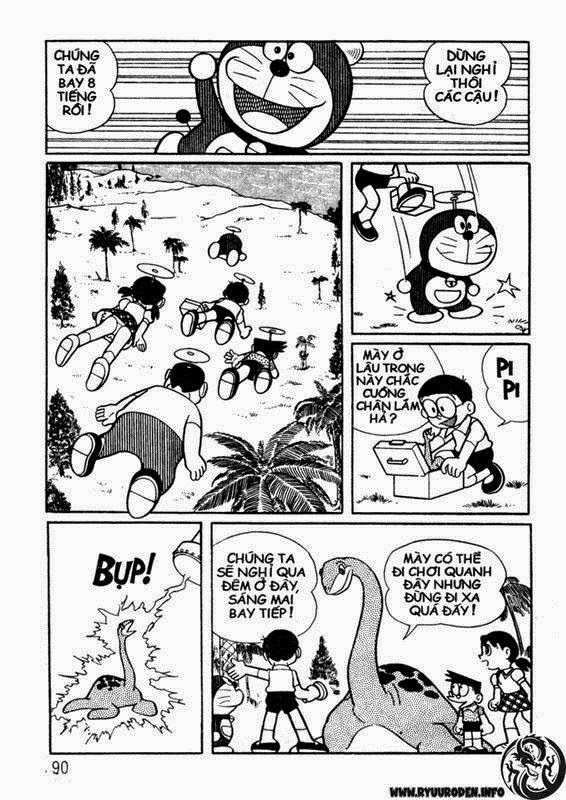 CHÚNG
TA ĐÃ
BAY 8
TIẾNG
RỒI!
DỪNG
LẠI NGHỈ
THÔI
CÁC CẬU!
MÀY Ở
LÂU TRONG
NÀY CHẮC
CUỒNG
CHÂN LẮM
HẢ?
PI
PI
BỤP!
CHÚNG TA
SẼ NGHỈ QUA
ĐÊM Ở ĐÂY,
SÁNG MAI
BAY TIẾP!
MÀY CÓ THỂ
ĐI CHƠI QUANH
ĐÂY NHƯNG
ĐỪNG ĐI XA
QUÁ ĐẤY!
90
WWW.RYUURODEN.INFO